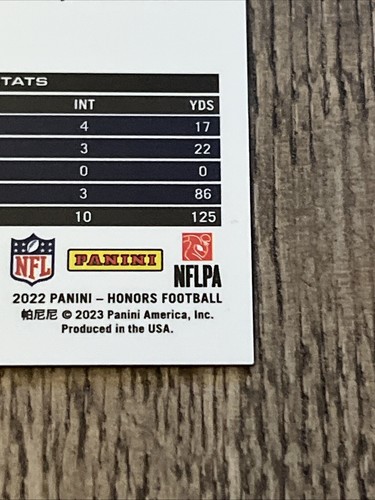 TATS
INT YDS
4 17
3 22
0 0
3 86
10 125
NFL PANINI NFLPA
2022 PANINI – HONORS FOOTBALL
帕尼尼 © 2023 Panini America, Inc.
Produced in the USA.